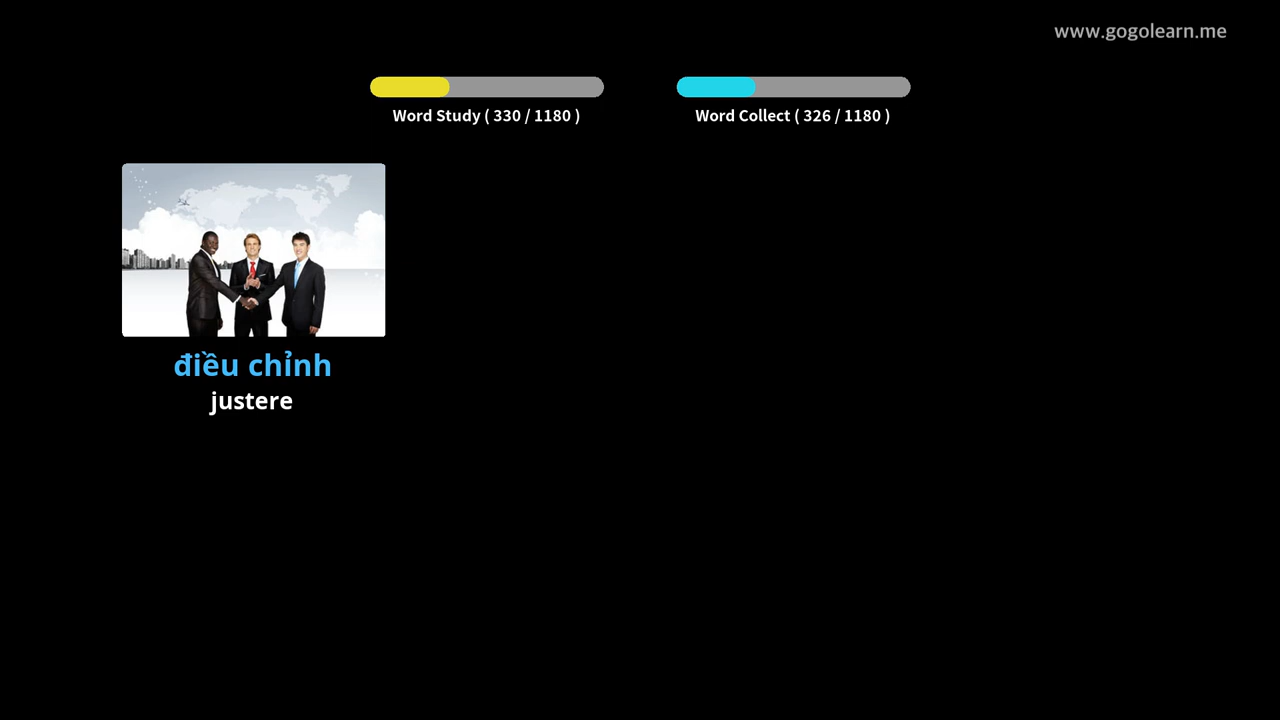 www.gogolearn.me
Word Study ( 330 / 1180 )
Word Collect ( 326 / 1180 )
điều chỉnh
justere